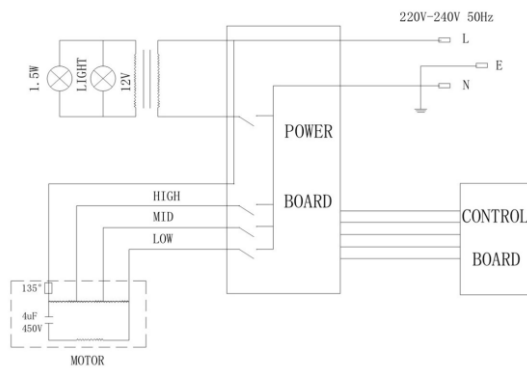 220V-240V 50Hz
L
E
N
1.5W
LIGHT
12V
POWER
BOARD
HIGH
MID
LOW
CONTROL
BOARD
135°
4uF
450V
MOTOR